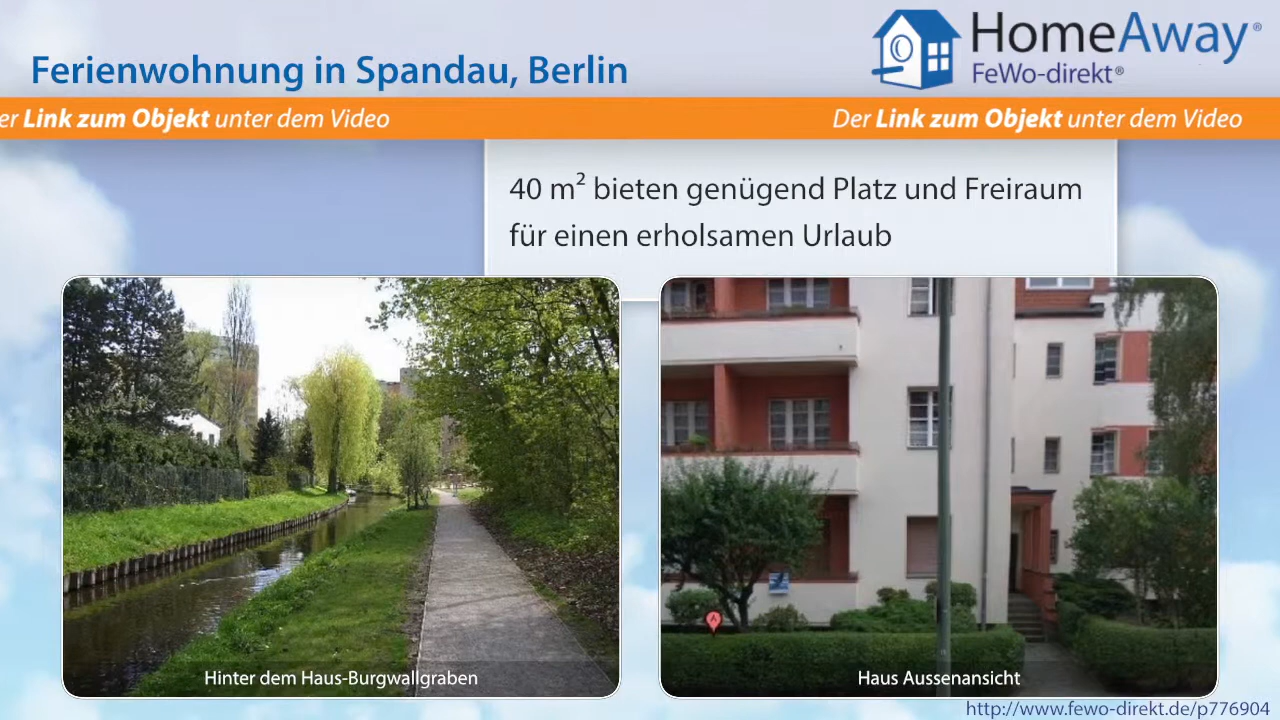 HomeAway®
FeWo-direkt®
Ferienwohnung in Spandau, Berlin
er Link zum Objekt unter dem Video
Der Link zum Objekt unter dem Video
40 m² bieten genügend Platz und Freiraum
für einen erholsamen Urlaub
A
Hinter dem Haus-Burgwallgraben
Haus Aussenansicht
http://www.fewo-direkt.de/p776904